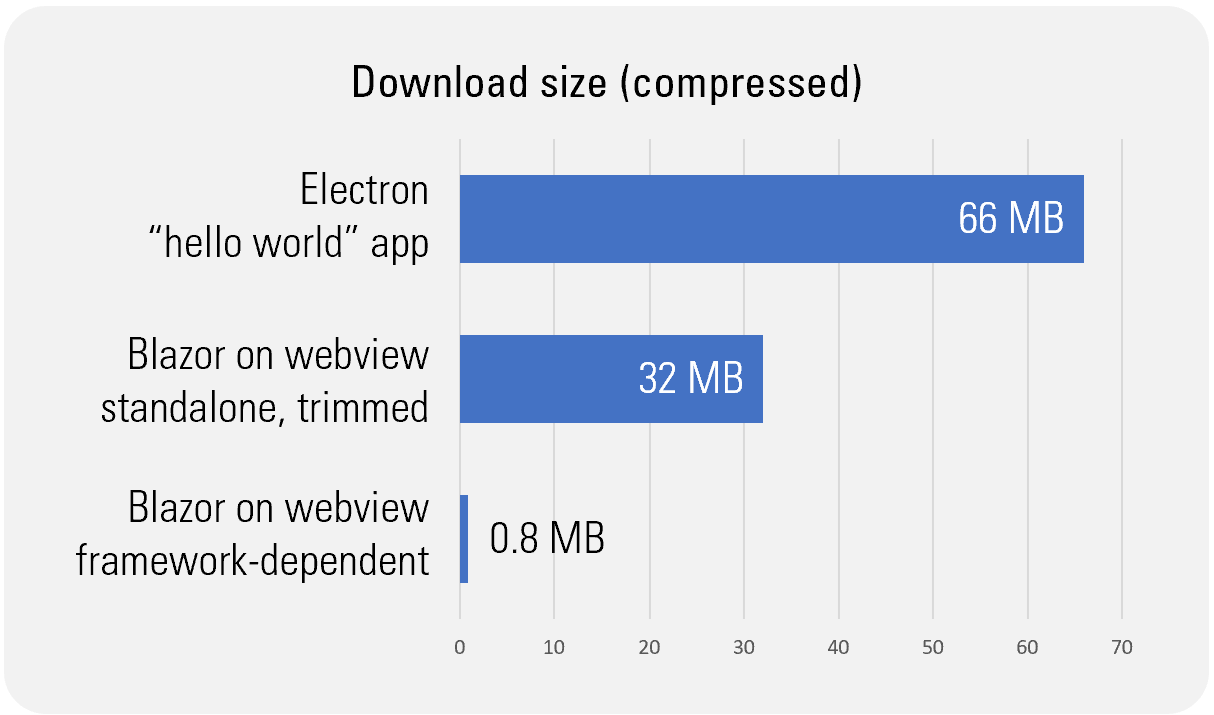 Download size (compressed)
Electron
“hello world” app
66 MB
Blazor on webview
standalone, trimmed
32 MB
Blazor on webview
framework-dependent
0.8 MB
0 10 20 30 40 50 60 70